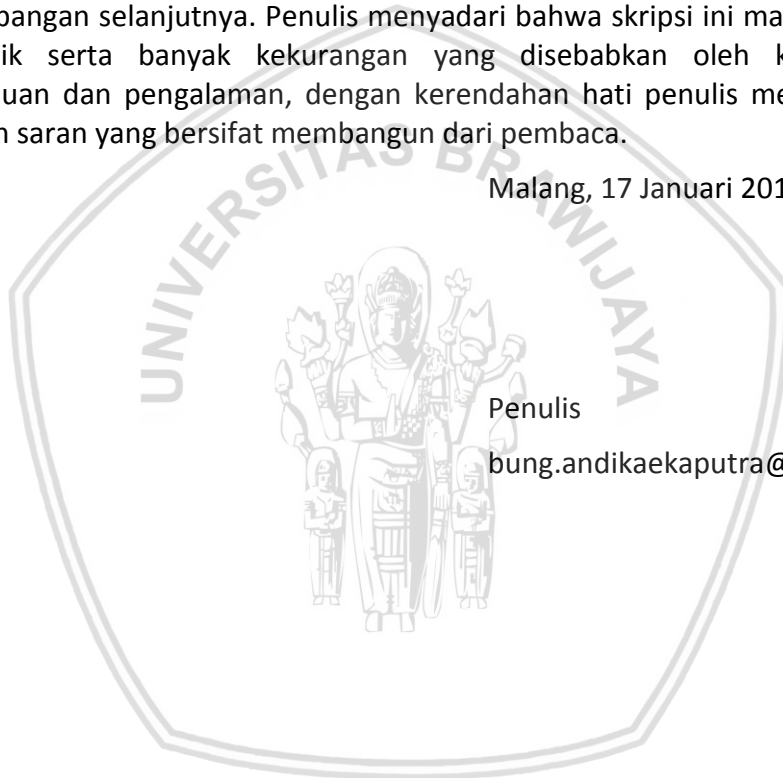 bangan selanjutnya. Penulis menyadari bahwa skripsi ini ma
ik serta banyak kekurangan yang disebabkan oleh k
uan dan pengalaman, dengan kerendahan hati penulis me
n saran yang bersifat membangun dari pembaca.
UNIVERSITAS BRAWIJAYA
Malang, 17 Januari 201
Penulis
bung.andikaekaputra@